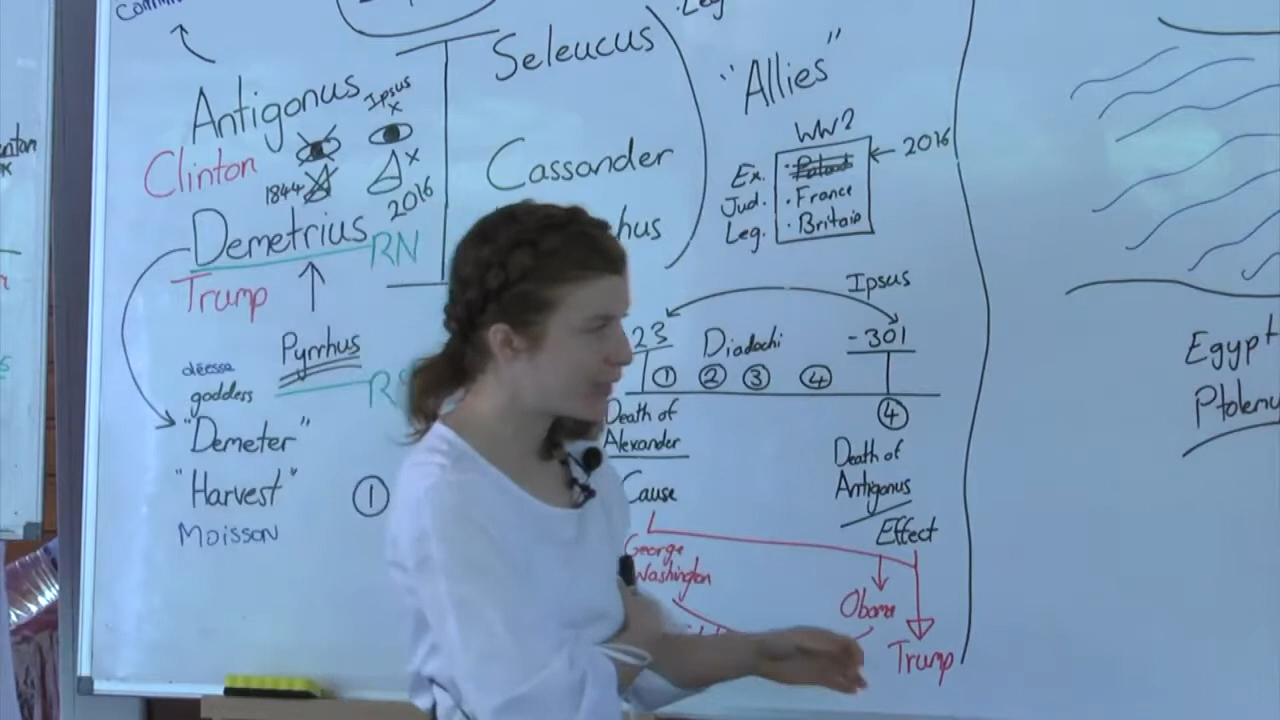 Antigonus
Ipsus
x
Clinton
x
1844
2016
Demetrius
RN
Trump
Pyrrhus
déesse
goddess
"Demeter"
"Harvest"
Moisson
①
Seleucus
Cassander
hus
"Allies"
WW2
2016
Ex.
Jud.
Leg.
· Poland
· France
· Britain
Ipsus
23
Diadochi
-301
① ② ③ ④
④
Death of
Alexander
Death of
Antigonus
Cause
Effect
George
Washington
Obama
Trump
Egypt
Ptolemy